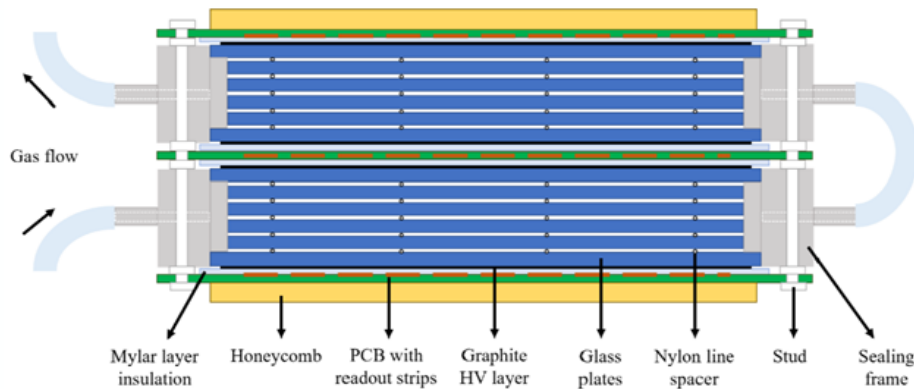 Gas flow
Mylar layer
insulation
Honeycomb
PCB with
readout strips
Graphite
HV layer
Glass
plates
Nylon line
spacer
Stud
Sealing
frame